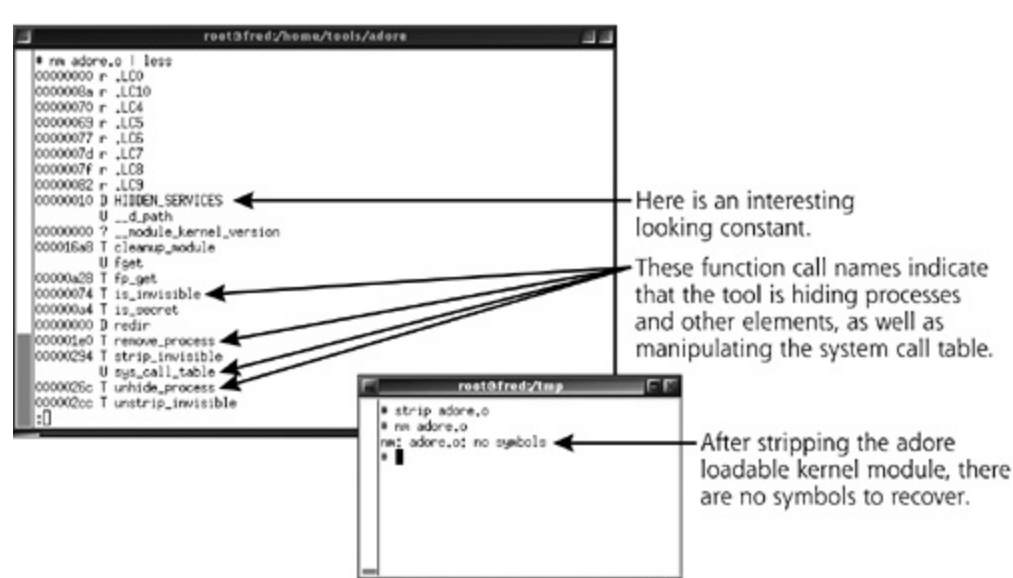 root@fred:/home/tools/adore
# nm adore.o | less
00000000 r .LC0
0000008a r .LC10
00000070 r .LC4
00000069 r .LC5
00000077 r .LC6
0000007d r .LC7
0000007f r .LC8
00000082 r .LC9
00000010 D HIDDEN_SERVICES
U __d_path
00000000 ? __module_kernel_version
000016a8 T cleanup_module
U fget
00000a28 T fp_get
00000074 T is_invisible
000000a4 T is_secret
00000000 D redir
000001e0 T remove_process
00000294 T strip_invisible
U sys_call_table
0000026c T unhide_process
000002cc T unstrip_invisible
:
Here is an interesting
looking constant.
These function call names indicate
that the tool is hiding processes
and other elements, as well as
manipulating the system call table.
root@fred:/tmp
# strip adore.o
# nm adore.o
nm: adore.o: no symbols
#
After stripping the adore
loadable kernel module, there
are no symbols to recover.